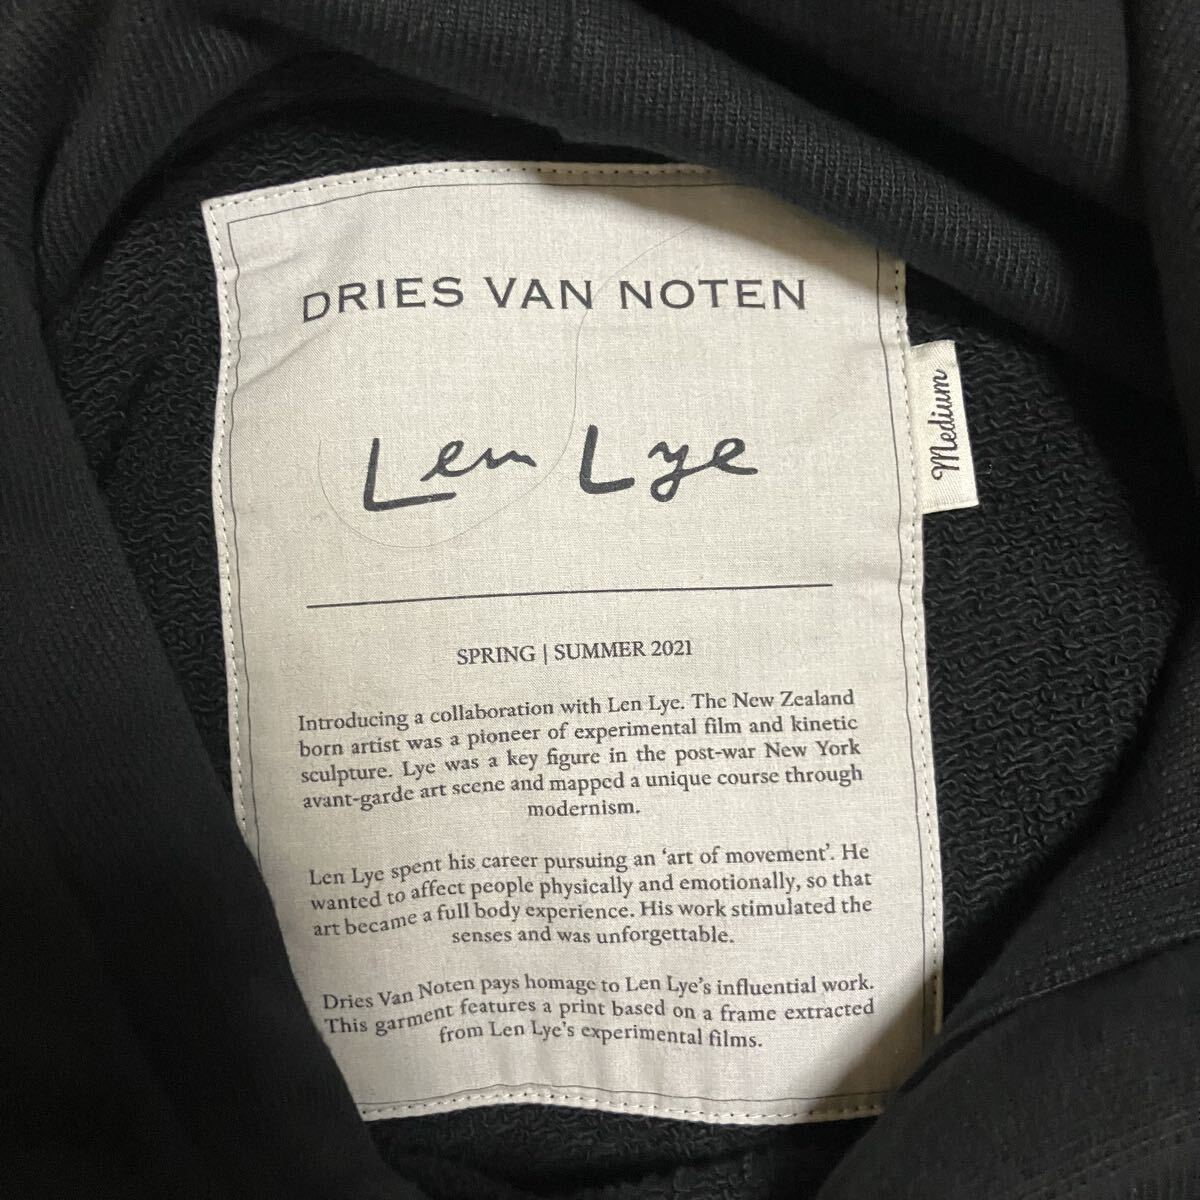 DRIES VAN NOTEN
Len Lye
Medium
SPRING | SUMMER 2021
Introducing a collaboration with Len Lye. The New Zealand
born artist was a pioneer of experimental film and kinetic
sculpture. Lye was a key figure in the post-war New York
avant-garde art scene and mapped a unique course through
modernism.
Len Lye spent his career pursuing an ‘art of movement’. He
wanted to affect people physically and emotionally, so that
art became a full body experience. His work stimulated the
senses and was unforgettable.
Dries Van Noten pays homage to Len Lye’s influential work.
This garment features a print based on a frame extracted
from Len Lye’s experimental films.